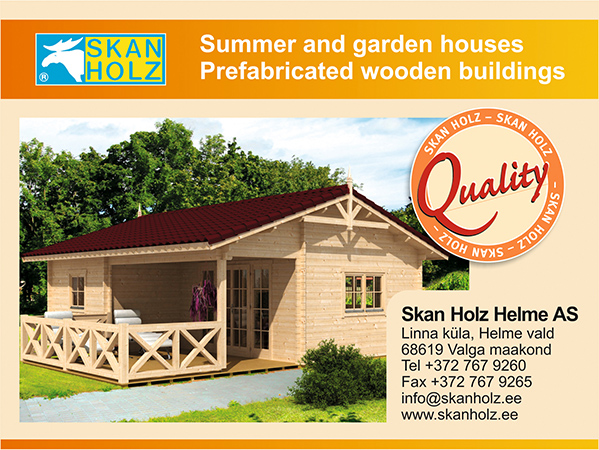 SKAN
HOLZ
®
Summer and garden houses
Prefabricated wooden buildings
SKAN HOLZ – SKAN HOLZ – SKAN HOLZ – SKAN HOLZ –
Quality
Skan Holz Helme AS
Linna küla, Helme vald
68619 Valga maakond
Tel +372 767 9260
Fax +372 767 9265
info@skanholz.ee
www.skanholz.ee